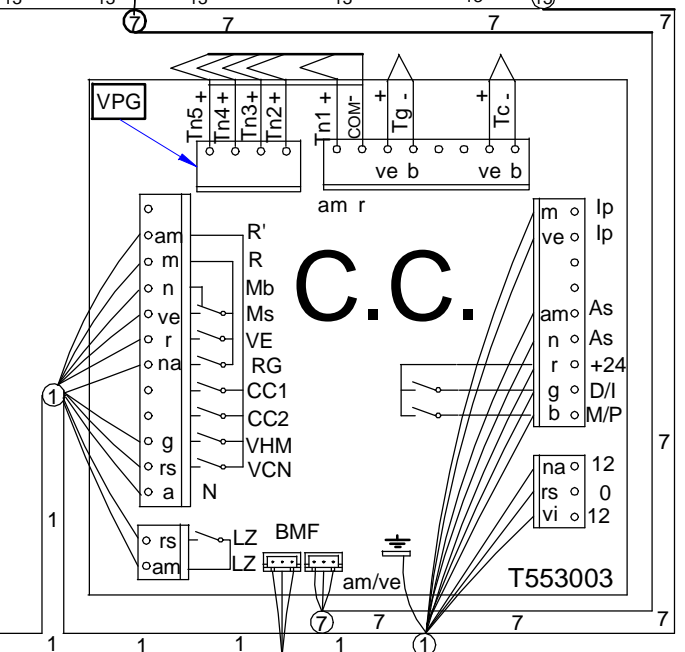 7 7 7 7
VPG
Tn5 + Tn4 + Tn3 + Tn2 + Tn1 + COM- + Tg - + Tc -
ve b ve b
am r
C.C.
am R'
m R
n Mb
ve Ms
r VE
na RG
CC1
CC2
g VHM
rs VCN
a N
rs LZ
am LZ
m Ip
ve Ip
am As
n As
r +24
g D/I
b M/P
na 12
rs 0
vi 12
1
1
7
BMF
am/ve
T553003
7 7 7 7
1 1 1 1 1